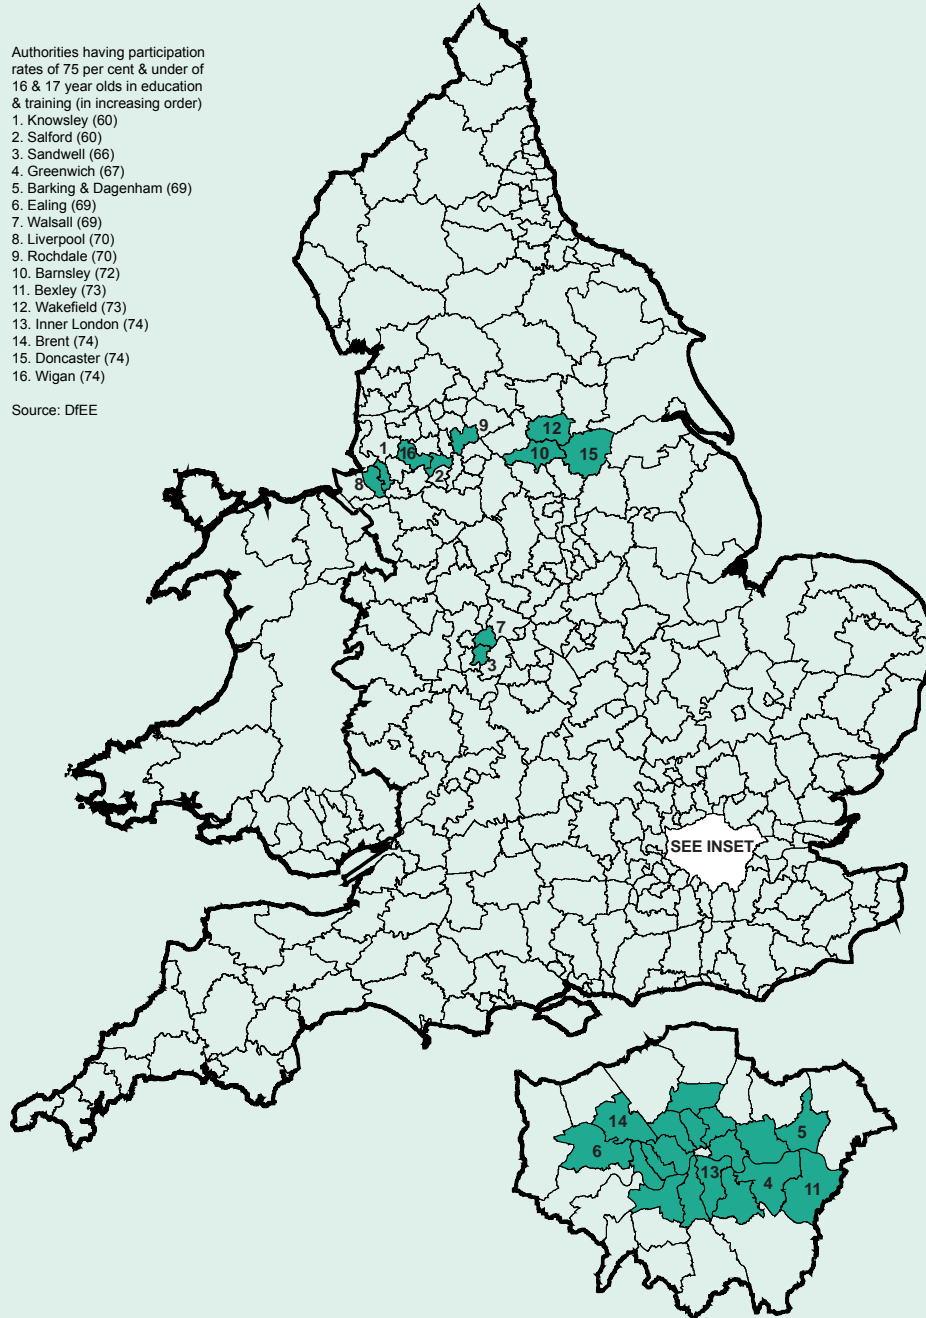 Authorities having participation
rates of 75 per cent & under of
16 & 17 year olds in education
& training (in increasing order)
1. Knowsley (60)
2. Salford (60)
3. Sandwell (66)
4. Greenwich (67)
5. Barking & Dagenham (69)
6. Ealing (69)
7. Walsall (69)
8. Liverpool (70)
9. Rochdale (70)
10. Barnsley (72)
11. Bexley (73)
12. Wakefield (73)
13. Inner London (74)
14. Brent (74)
15. Doncaster (74)
16. Wigan (74)
Source: DfEE
9
12
1
16
10
15
2
8
7
3
SEE INSET
14
5
6
13
4
11